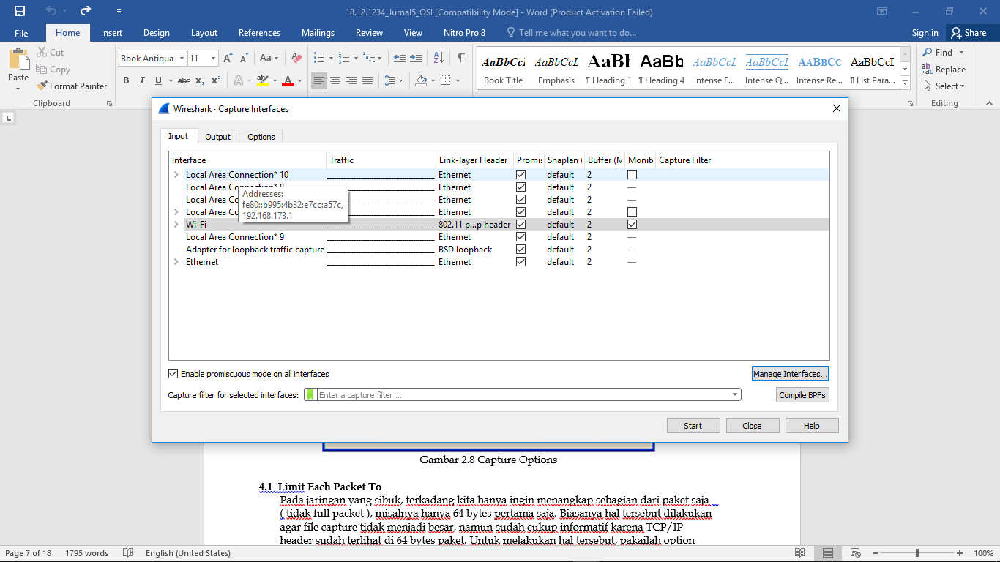 18.12.1234_Jurnal5_OSI [Compatibility Mode] - Word (Product Activation Failed)
File Home Insert Design Layout References Mailings Review View Nitro Pro 8 Tell me what you want to do... Sign in Share
Paste
Cut
Copy
Format Painter
Clipboard
Book Antiqua 11
AaBbCcI AaBbCcL AaBl AaBb AaBbCcI AaBbCcI AABBCC AaBbCcI
Book Title Emphasis ¶ Heading 1 ¶ Heading 4 Intense E... Intense Q... Intense Re... ¶ List Para...
Find
Replace
Select
Editing
Wireshark · Capture Interfaces
Input Output Options
Interface Traffic Link-layer Header Promis Snaplen ( Buffer (M Monito Capture Filter
Local Area Connection* 10 Ethernet default 2
Local Area Connection* 8 Ethernet default 2 —
Local Area Ethernet default 2 —
Local Area Ethernet default 2
Wi-Fi 802.11 p...p header default 2
Local Area Connection* 9 Ethernet default 2 —
Adapter for loopback traffic capture BSD loopback default 2 —
Ethernet Ethernet default 2 —
Addresses:
fe80::b995:4b32:e7cc:a57c,
192.168.173.1
Enable promiscuous mode on all interfaces
Manage Interfaces...
Capture filter for selected interfaces: Enter a capture filter ...
Compile BPFs
Start Close Help
Gambar 2.8 Capture Options
4.1 Limit Each Packet To
Pada jaringan yang sibuk, terkadang kita hanya ingin menangkap sebagian dari paket saja
( tidak full packet ), misalnya hanya 64 bytes pertama saja. Biasanya hal tersebut dilakukan
agar file capture tidak menjadi besar, namun sudah cukup informatif karena TCP/IP
header sudah terlihat di 64 bytes paket. Untuk melakukan hal tersebut, pakailah option
Page 7 of 18 1795 words English (United States) 100%